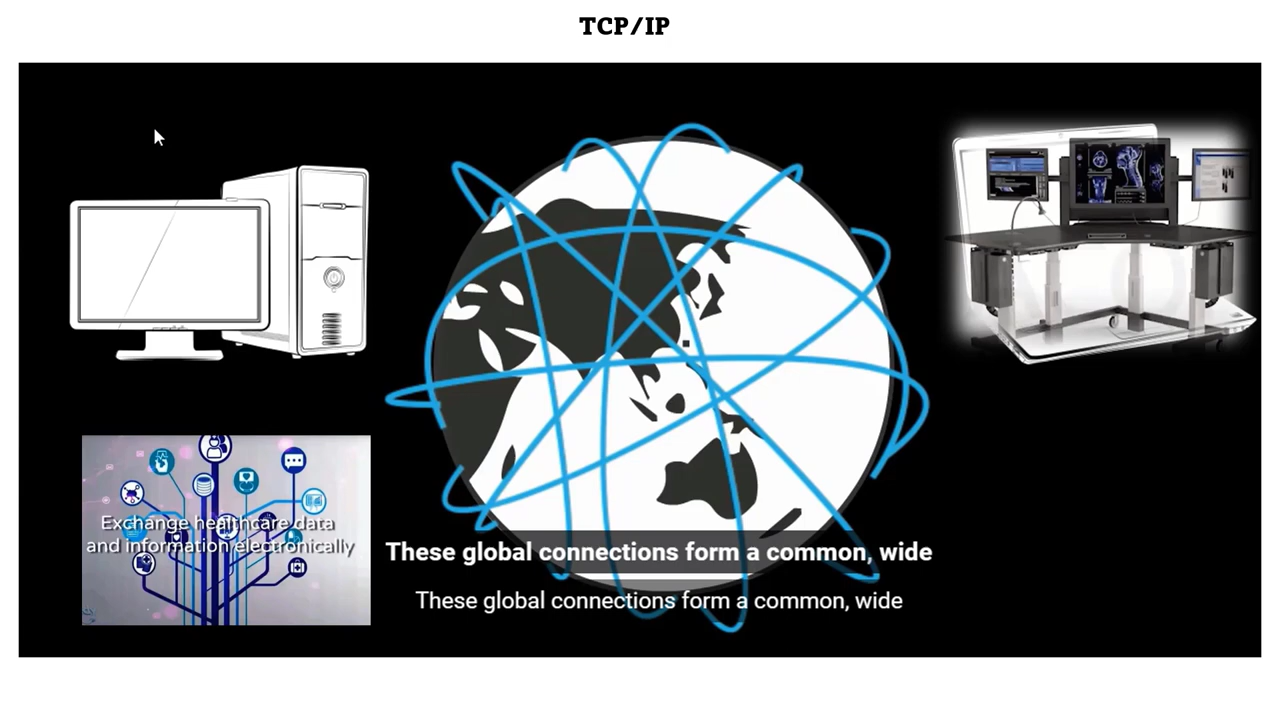 TCP/IP
Exchange healthcare data
and information electronically
These global connections form a common, wide
These global connections form a common, wide